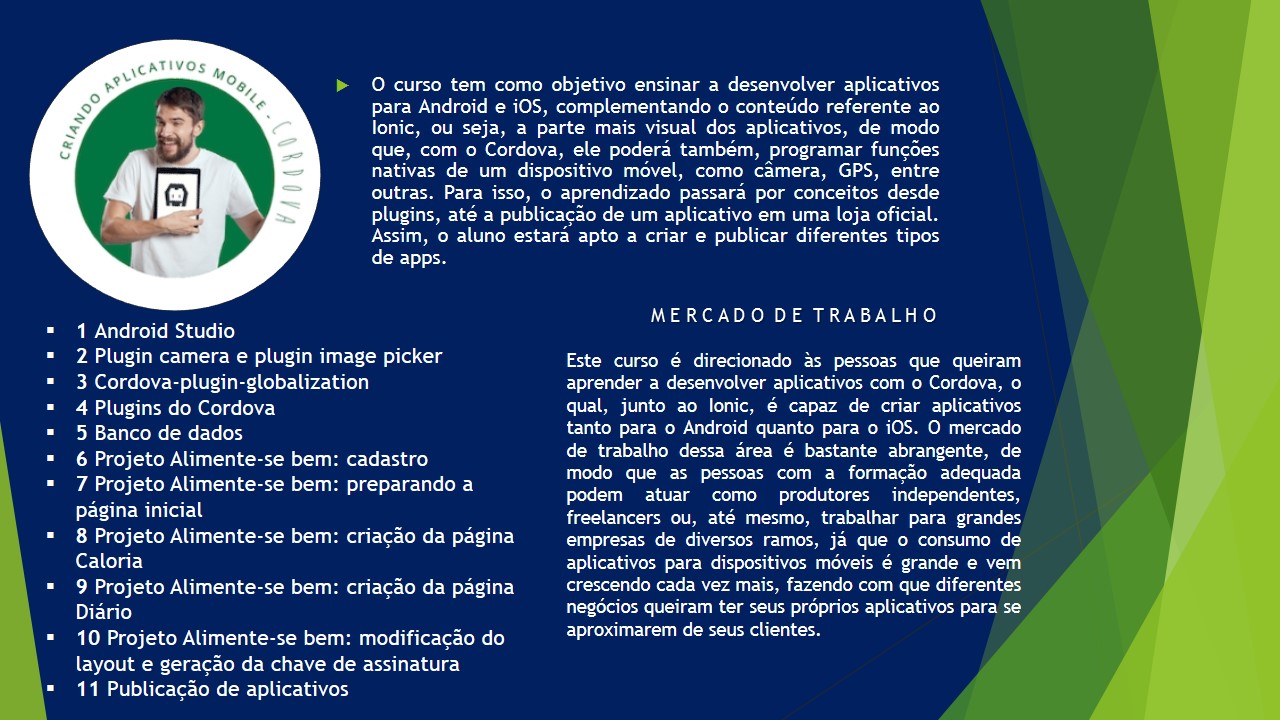 CRIANDO APLICATIVOS MOBILE - CORDOVA
O curso tem como objetivo ensinar a desenvolver aplicativos
para Android e iOS, complementando o conteúdo referente ao
Ionic, ou seja, a parte mais visual dos aplicativos, de modo
que, com o Cordova, ele poderá também, programar funções
nativas de um dispositivo móvel, como câmera, GPS, entre
outras. Para isso, o aprendizado passará por conceitos desde
plugins, até a publicação de um aplicativo em uma loja oficial.
Assim, o aluno estará apto a criar e publicar diferentes tipos
de apps.
1 Android Studio
2 Plugin camera e plugin image picker
3 Cordova-plugin-globalization
4 Plugins do Cordova
5 Banco de dados
6 Projeto Alimente-se bem: cadastro
7 Projeto Alimente-se bem: preparando a
página inicial
8 Projeto Alimente-se bem: criação da página
Caloria
9 Projeto Alimente-se bem: criação da página
Diário
10 Projeto Alimente-se bem: modificação do
layout e geração da chave de assinatura
11 Publicação de aplicativos
MERCADO DE TRABALHO
Este curso é direcionado às pessoas que queiram
aprender a desenvolver aplicativos com o Cordova, o
qual, junto ao Ionic, é capaz de criar aplicativos
tanto para o Android quanto para o iOS. O mercado
de trabalho dessa área é bastante abrangente, de
modo que as pessoas com a formação adequada
podem atuar como produtores independentes,
freelancers ou, até mesmo, trabalhar para grandes
empresas de diversos ramos, já que o consumo de
aplicativos para dispositivos móveis é grande e vem
crescendo cada vez mais, fazendo com que diferentes
negócios queiram ter seus próprios aplicativos para se
aproximarem de seus clientes.